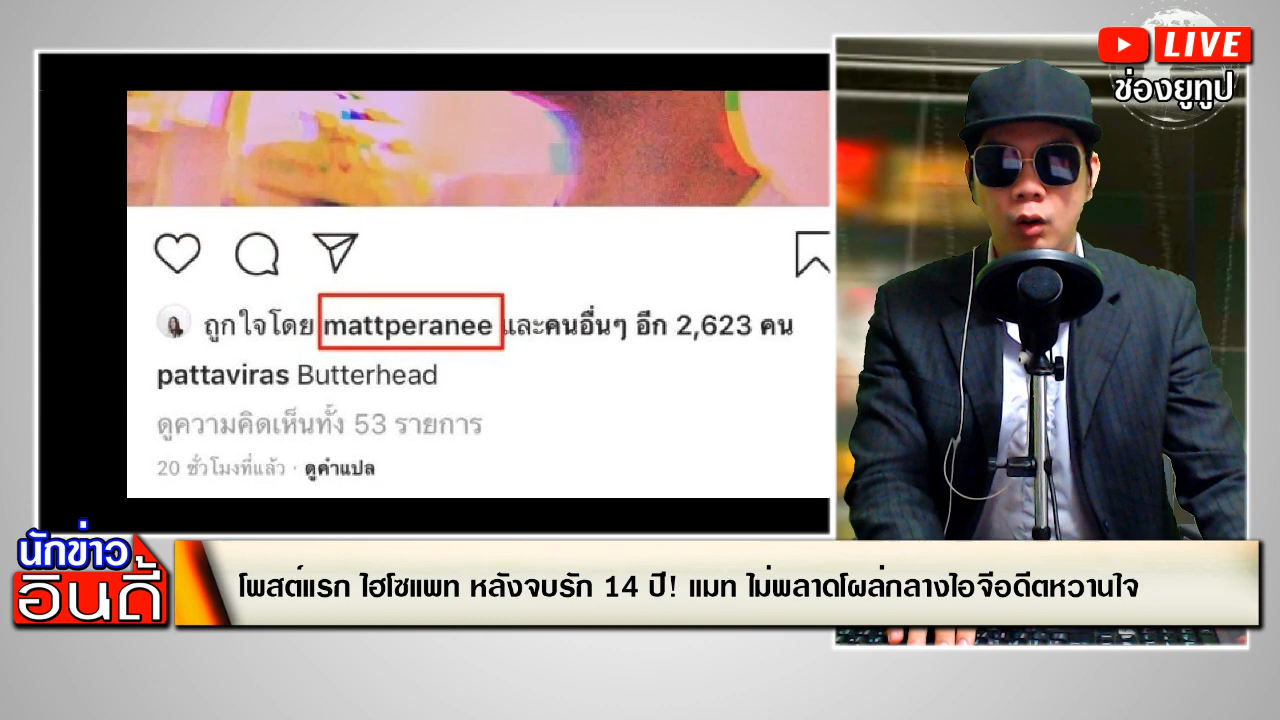 LIVE
ช่องยูทูป
ถูกใจโดย mattperanee และคนอื่นๆ อีก 2,623 คน
pattaviras Butterhead
ดูความคิดเห็นทั้ง 53 รายการ
20 ชั่วโมงที่แล้ว · ดูคำแปล
นักข่าว
อินดี้
โพสต์แรก ไฮโซแพท หลังจบรัก 14 ปี! แมท ไม่พลาดโผล่กลางไอจีอดีตหวานใจ